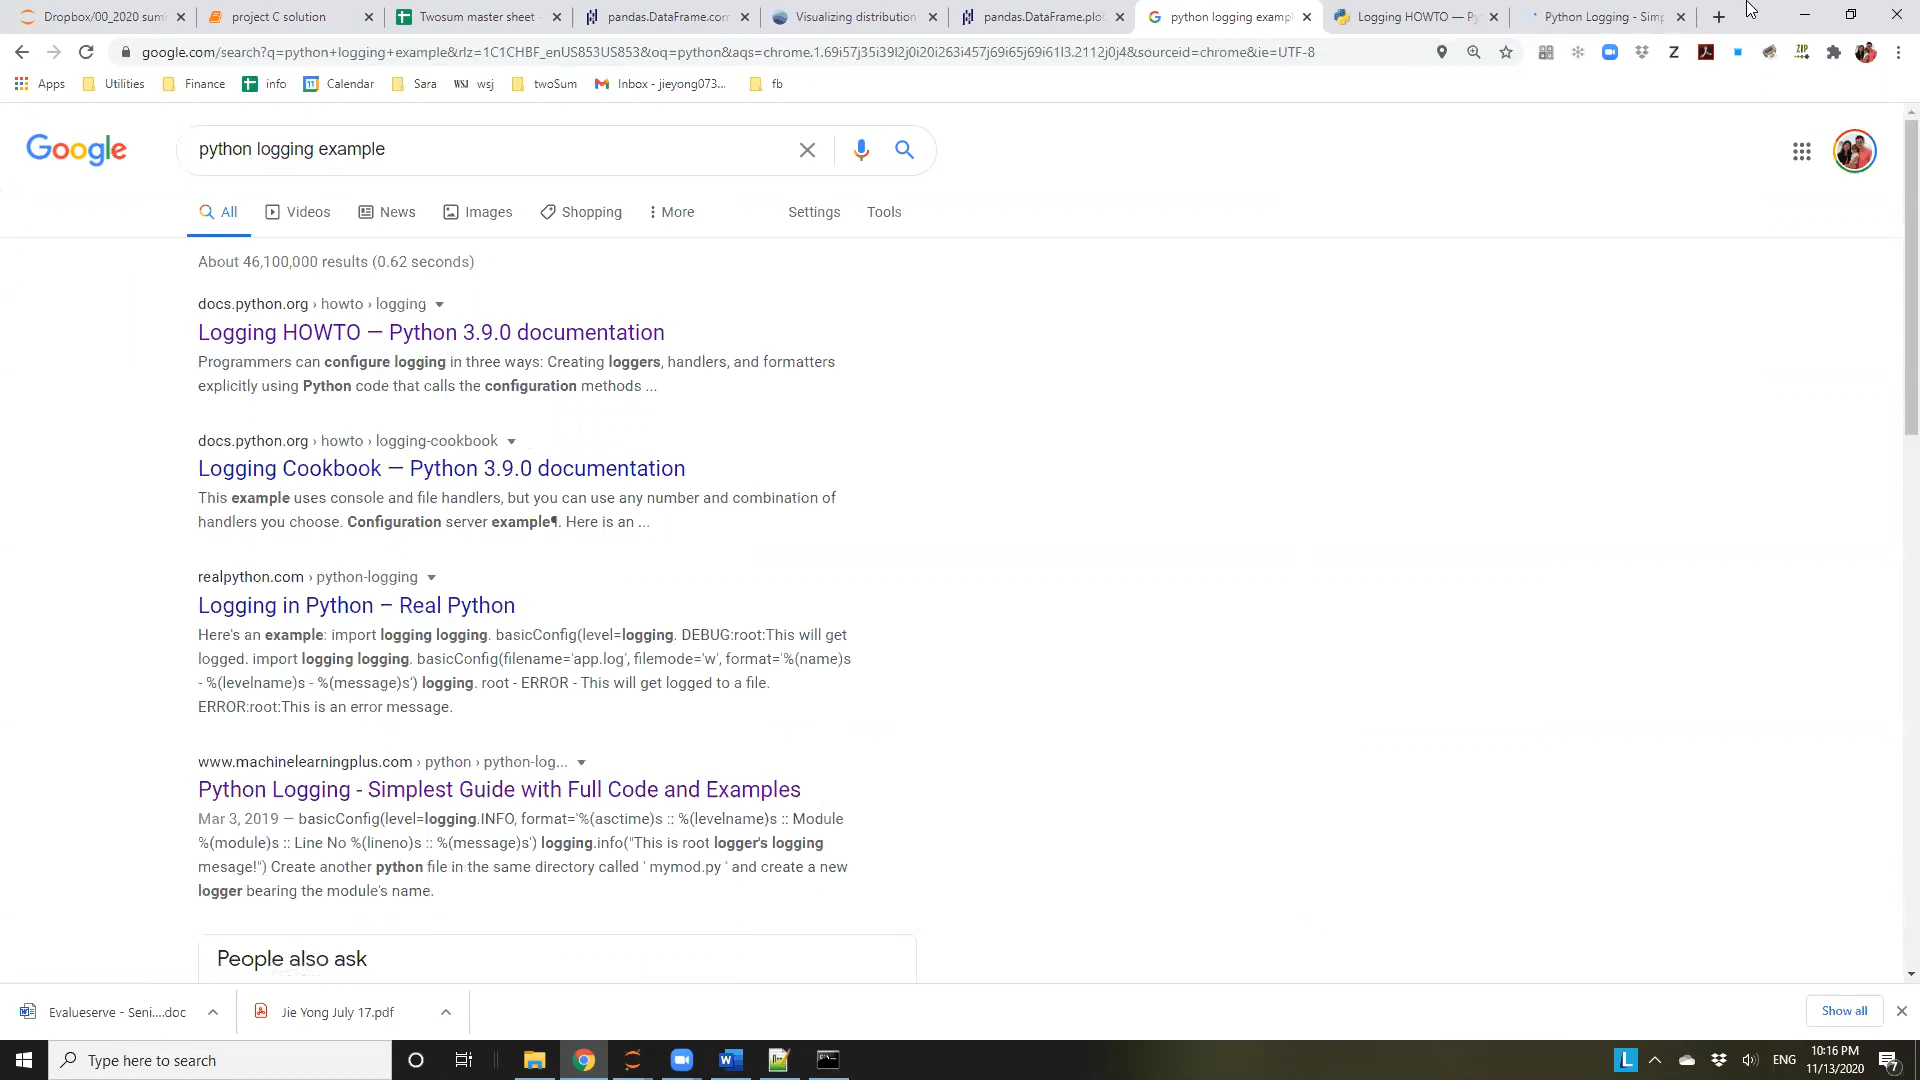 Dropbox/00_2020 sum
project C solution
Twosum master sheet -
pandas.DataFrame.corr
Visualizing distribution
pandas.DataFrame.plot
python logging exampl
Logging HOWTO — Py
Python Logging - Simp
google.com/search?q=python+logging+example&rlz=1C1CHBF_enUS853US853&oq=python&aqs=chrome.1.69i57j35i39l2j0i20i263i457j69i65j69i61l3.2112j0j4&sourceid=chrome&ie=UTF-8
Apps Utilities Finance info Calendar Sara WSJ wsj twoSum Inbox - jieyong073... fb
Google
python logging example
All Videos News Images Shopping More Settings Tools
About 46,100,000 results (0.62 seconds)
docs.python.org › howto › logging
Logging HOWTO — Python 3.9.0 documentation
Programmers can configure logging in three ways: Creating loggers, handlers, and formatters
explicitly using Python code that calls the configuration methods ...
docs.python.org › howto › logging-cookbook
Logging Cookbook — Python 3.9.0 documentation
This example uses console and file handlers, but you can use any number and combination of
handlers you choose. Configuration server example¶. Here is an ...
realpython.com › python-logging
Logging in Python – Real Python
Here's an example: import logging logging. basicConfig(level=logging. DEBUG:root:This will get
logged. import logging logging. basicConfig(filename='app.log', filemode='w', format='%(name)s
- %(levelname)s - %(message)s') logging. root - ERROR - This will get logged to a file.
ERROR:root:This is an error message.
www.machinelearningplus.com › python › python-log...
Python Logging - Simplest Guide with Full Code and Examples
Mar 3, 2019 — basicConfig(level=logging.INFO, format='%(asctime)s :: %(levelname)s :: Module
%(module)s :: Line No %(lineno)s :: %(message)s') logging.info("This is root logger's logging
mesage!") Create another python file in the same directory called ' mymod.py ' and create a new
logger bearing the module's name.
People also ask
Evalueserve - Seni....doc
Jie Yong July 17.pdf
Show all
Type here to search
ENG
10:16 PM
11/13/2020
7